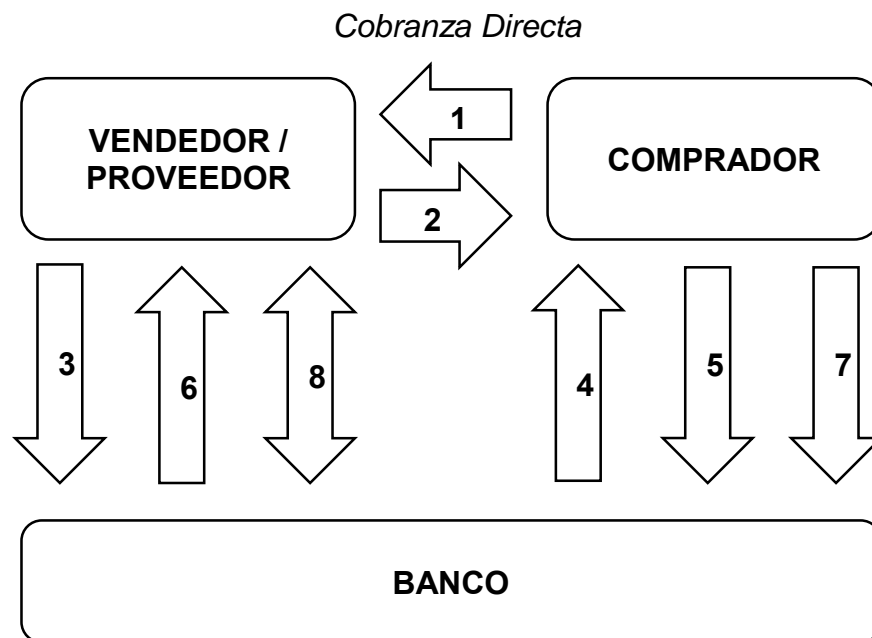 Cobranza Directa
VENDEDOR /
PROVEEDOR
1
COMPRADOR
2
3
6
8
4
5
7
BANCO